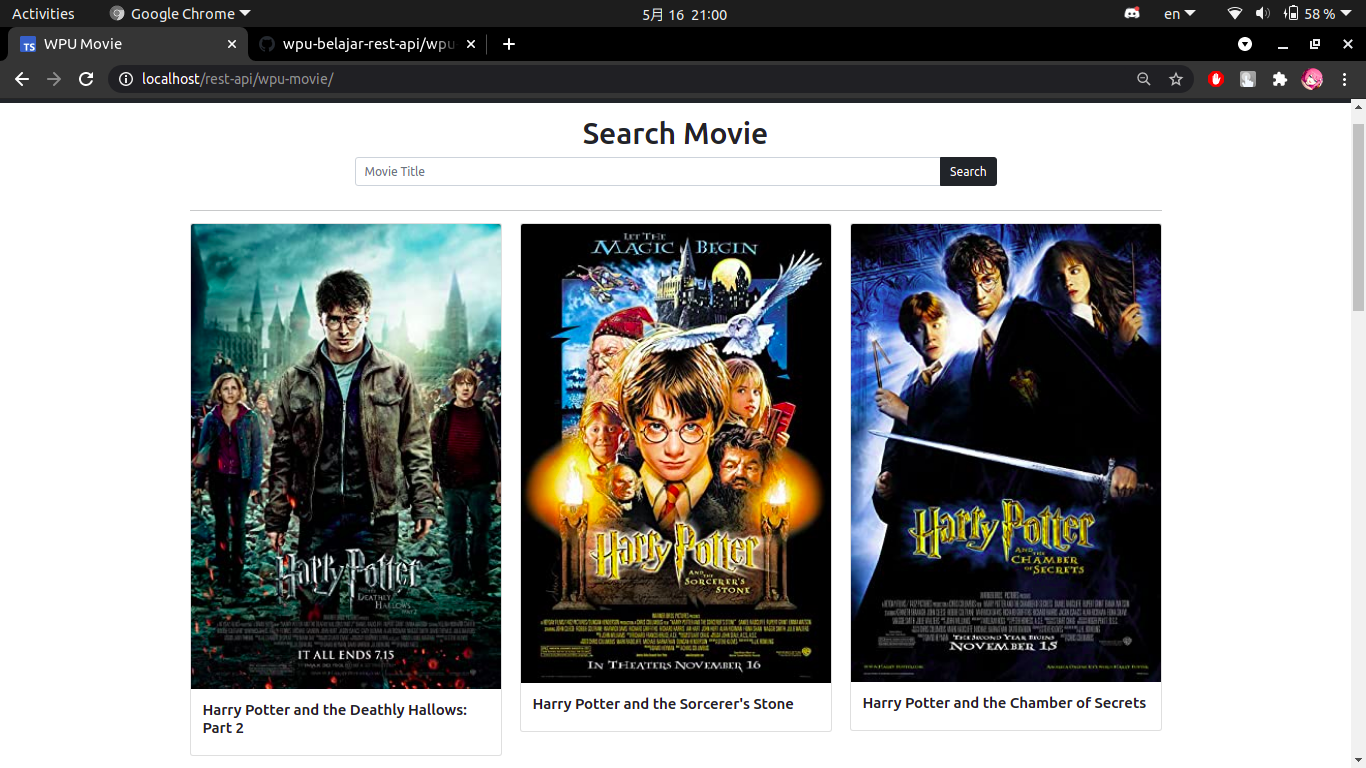 Activities
Google Chrome
5月 16 21:00
en
58 %
TS
WPU Movie
wpu-belajar-rest-api/wpu-
localhost/rest-api/wpu-movie/
Search Movie
Movie Title
Search
Harry Potter
AND THE
DEATHLY
HALLOWS
PART 2
IT ALL ENDS 7.15
Harry Potter and the Deathly Hallows:
Part 2
LET THE
MAGIC BEGIN
Harry Potter
AND THE
SORCERER'S
STONE
IN THEATERS NOVEMBER 16
Harry Potter and the Sorcerer's Stone
Harry Potter
AND THE
CHAMBER
OF SECRETS
THE SECOND YEAR BEGINS
NOVEMBER 15
Harry Potter and the Chamber of Secrets